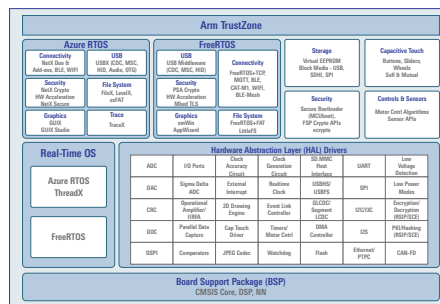 Arm TrustZone
Azure RTOS
Connectivity
NetX Duo &
Add-ons, BLE, WIFI
USB
USBX (CDC, MSC,
HID, Audio, OTG)
Security
NetX Crypto
HW Acceleration
NetX Secure
File System
FileX, LevelX,
exFAT
Graphics
GUIX
GUIX Studio
Trace
TraceX
FreeRTOS
USB
USB Middleware
(CDC, MSC, HID)
Connectivity
FreeRTOS+TCP,
MQTT, BLE,
CAT-M1, WIFI,
BLE-Mesh
Security
PSA Crypto
HW Acceleration
Mbed TLS
Graphics
emWin
AppWizard
File System
FreeRTOS+FAT
LittleFS
Storage
Virtual EEPROM
Block Media - USB,
SDHI, SPI
Capacitive Touch
Buttons, Sliders,
Wheels
Self & Mutual
Security
Secure Bootloader
(MCUboot),
FSP Crypto APIs
ecrypto
Controls & Sensors
Motor Cntrl Algorithms
Sensor APIs
Real-Time OS
Azure RTOS
ThreadX
FreeRTOS
Hardware Abstraction Layer (HAL) Drivers
ADC
I/O Ports
Clock
Accuracy
Circuit
Clock
Generation
Circuit
SD.MMC
Host
Interface
UART
Low
Voltage
Detection
DAC
Sigma Delta
ADC
External
Interrupt
Realtime
Clock
USBHS/
USBFS
SPI
Low Power
Modes
CRC
Operational
Amplifier/
IIRFA
2D Drawing
Engine
Event Link
Controller
GLCDC/
Segment
LCDC
I2C/I3C
Encryption/
Decryption
(RSIP/SCE)
DOC
Parallel Data
Capture
Cap Touch
Driver
Timers/
Motor Cntrl
DMA
Controller
I2S
PKI/Hashing
(RSIP/SCE)
QSPI
Comparators
JPEG Codec
Watchdog
Flash
Ethernet/
PTPC
CAN-FD
Board Support Package (BSP)
CMSIS Core, DSP, NN